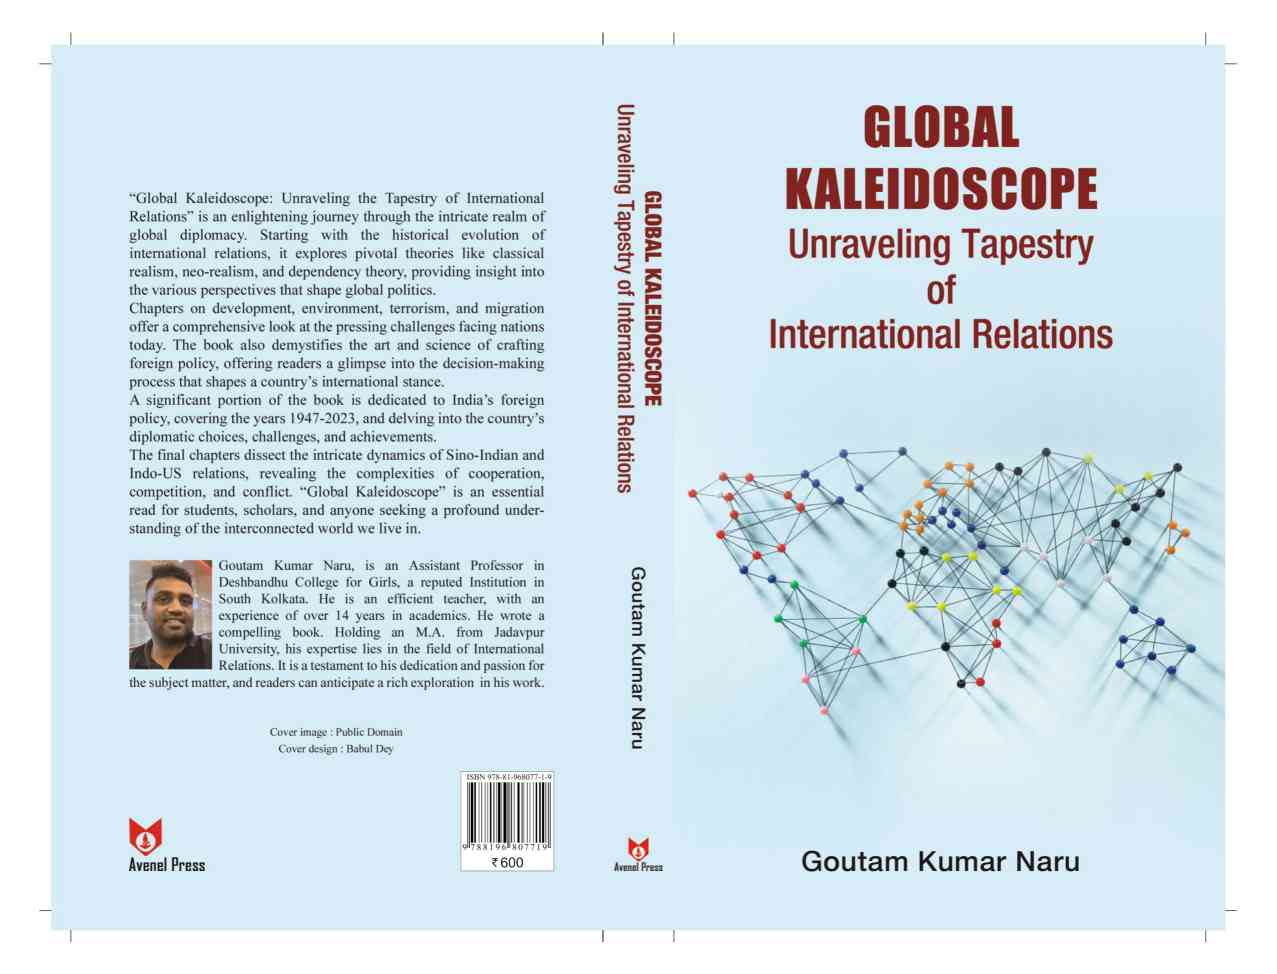 “Global Kaleidoscope: Unraveling the Tapestry of International
Relations” is an enlightening journey through the intricate realm of
global diplomacy. Starting with the historical evolution of
international relations, it explores pivotal theories like classical
realism, neo-realism, and dependency theory, providing insight into
the various perspectives that shape global politics.
Chapters on development, environment, terrorism, and migration
offer a comprehensive look at the pressing challenges facing nations
today. The book also demystifies the art and science of crafting
foreign policy, offering readers a glimpse into the decision-making
process that shapes a country’s international stance.
A significant portion of the book is dedicated to India’s foreign
policy, covering the years 1947-2023, and delving into the country’s
diplomatic choices, challenges, and achievements.
The final chapters dissect the intricate dynamics of Sino-Indian and
Indo-US relations, revealing the complexities of cooperation,
competition, and conflict. “Global Kaleidoscope” is an essential
read for students, scholars, and anyone seeking a profound under-
standing of the interconnected world we live in.
Goutam Kumar Naru, is an Assistant Professor in
Deshbandhu College for Girls, a reputed Institution in
South Kolkata. He is an efficient teacher, with an
experience of over 14 years in academics. He wrote a
compelling book. Holding an M.A. from Jadavpur
University, his expertise lies in the field of International
Relations. It is a testament to his dedication and passion for
the subject matter, and readers can anticipate a rich exploration in his work.
Cover image : Public Domain
Cover design : Babul Dey
ISBN 978-81-968077-1-9
9 788196 807719
₹ 600
Avenel Press
GLOBAL KALEIDOSCOPE
Unraveling Tapestry of International Relations
Goutam Kumar Naru
Avenel Press
GLOBAL
KALEIDOSCOPE
Unraveling Tapestry
of
International Relations
Goutam Kumar Naru